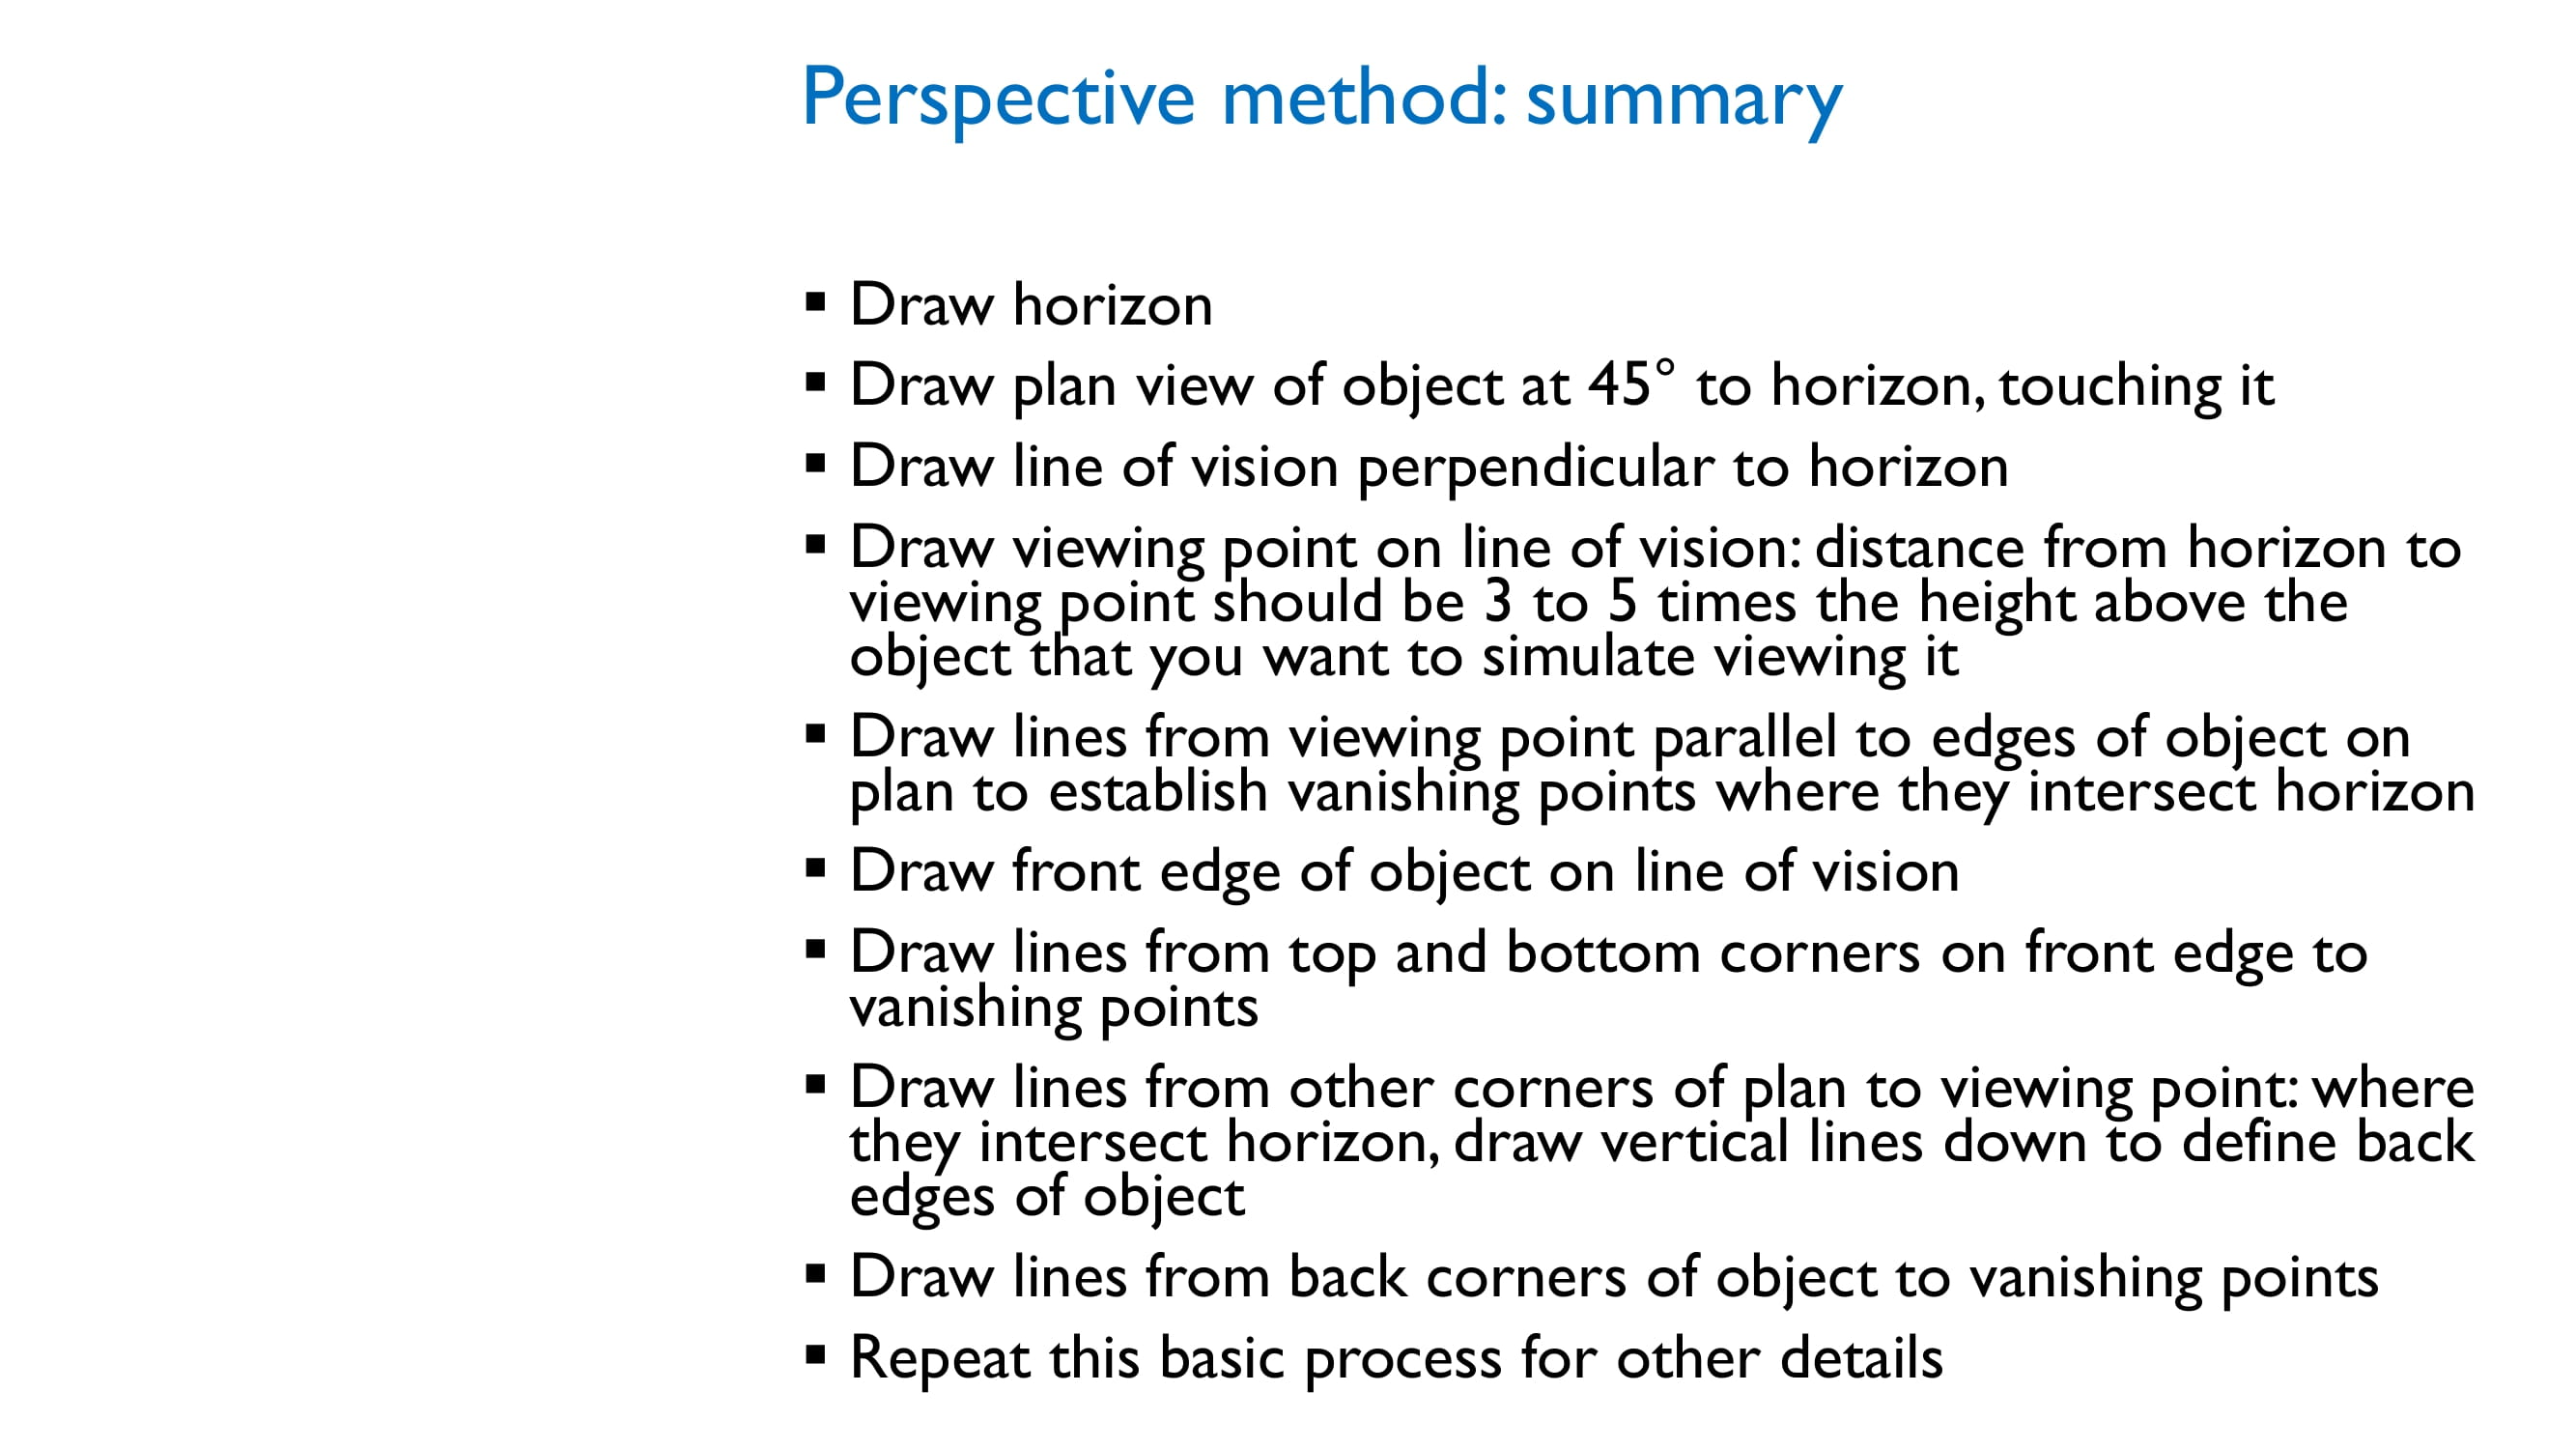 Perspective method: summary
▪ Draw horizon
▪ Draw plan view of object at 45° to horizon, touching it
▪ Draw line of vision perpendicular to horizon
▪ Draw viewing point on line of vision: distance from horizon to
viewing point should be 3 to 5 times the height above the
object that you want to simulate viewing it
▪ Draw lines from viewing point parallel to edges of object on
plan to establish vanishing points where they intersect horizon
▪ Draw front edge of object on line of vision
▪ Draw lines from top and bottom corners on front edge to
vanishing points
▪ Draw lines from other corners of plan to viewing point: where
they intersect horizon, draw vertical lines down to define back
edges of object
▪ Draw lines from back corners of object to vanishing points
▪ Repeat this basic process for other details